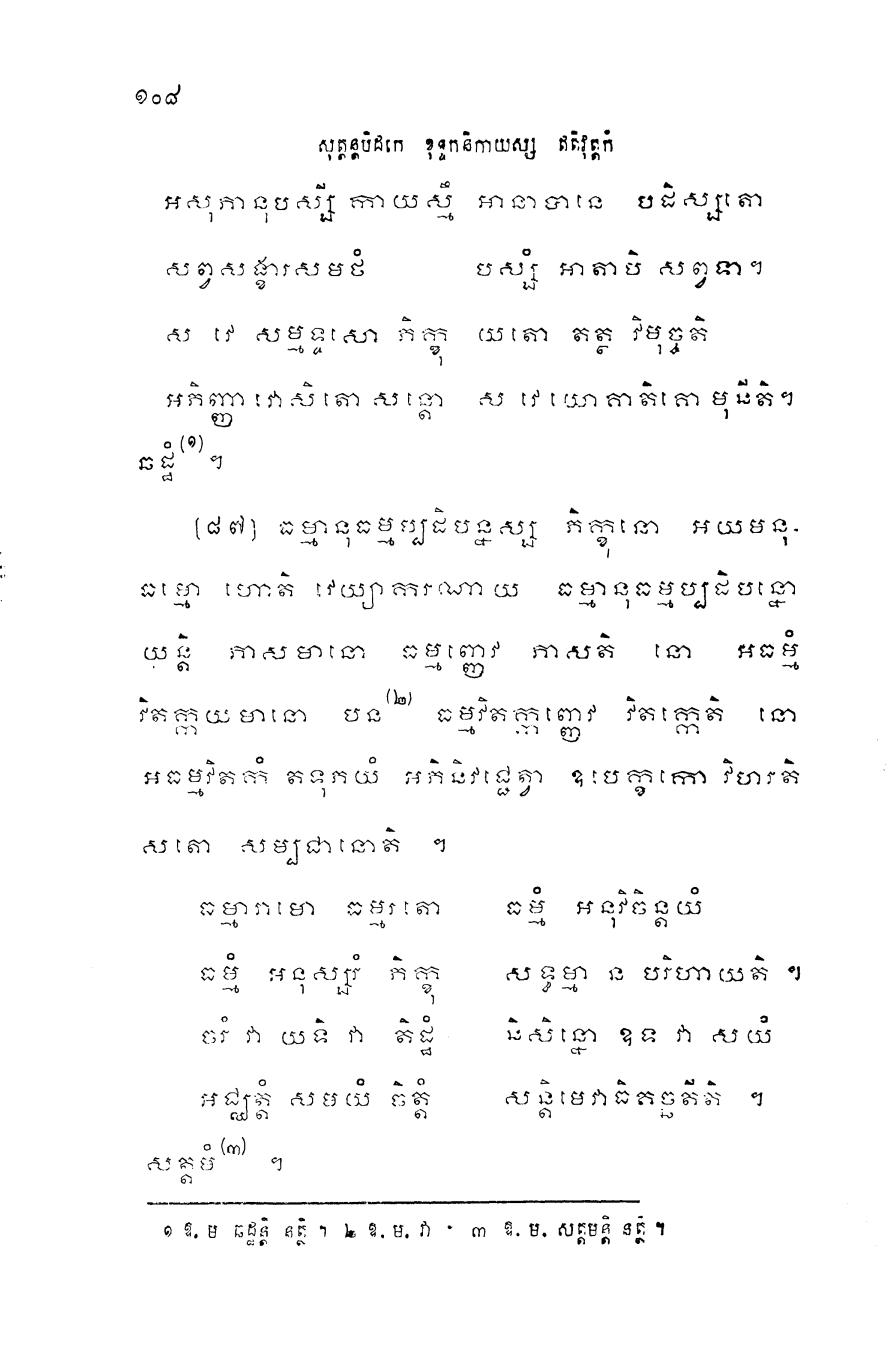 ១០៨
សុត្តន្តបិដកេ ខុទ្ទកនិកាយស្ស ឥតិវុត្តកំ
អសុភានុបស្សី កាយស្មឹ អានាបានេ បដិស្សតោ
សព្វសង្ខារសមថំ បស្សំ អាតាបិ សព្វទា។
ស វេ សម្មទ្ទសោ ភិក្ខុ យតោ តត្ថ វិមុច្ចតិ
អភិញ្ញាវោសិតោ សន្តោ ស វេ យោគាតិគោ មុនីតិ។
ឆដ្ឋំ(១) ។
[៨៧] ធម្មានុធម្មប្បដិបន្នស្ស ភិក្ខុនោ អយមនុ-
ធម្មោ ហោតិ វេយ្យាករណាយ ធម្មានុធម្មប្បដិបន្នោ
យន្តិ ភាសមានោ ធម្មញ្ញេវ ភាសតិ នោ អធម្មំ
វិតក្កយមានោ បន(២) ធម្មវិតក្កញ្ញេវ វិតក្កេតិ នោ
អធម្មវិតក្កំ តទុភយំ អភិនិវជ្ជេត្វា ឧបេក្ខកោ វិហរតិ
សតោ សម្បជានោតិ ។
ធម្មារាមោ ធម្មរតោ ធម្មំ អនុវិចិន្តយំ
ធម្មំ អនុស្សរំ ភិក្ខុ សទ្ធម្មា ន បរិហាយតិ ។
ចរំ វា យទិ វា តិដ្ឋំ និសិន្នោ ឧទ វា សយំ
អជ្ឈត្តំ សមយំ ចិត្តំ សន្តិមេវាធិគច្ឆតីតិ ។
សត្តមំ(៣) ។
១ ឱ. ម ឆដ្ឋន្តិ នត្ថិ ។ ២ ឱ. ម. វា ។ ៣ ឱ. ម. សត្តមន្តិ នត្ថិ ។